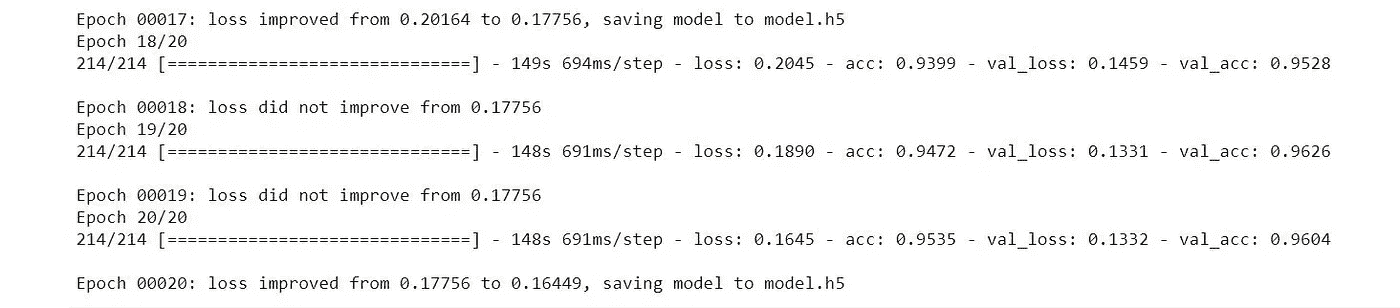 Epoch 00017: loss improved from 0.20164 to 0.17756, saving model to model.h5
Epoch 18/20
214/214 [==============================] - 149s 694ms/step - loss: 0.2045 - acc: 0.9399 - val_loss: 0.1459 - val_acc: 0.9528
Epoch 00018: loss did not improve from 0.17756
Epoch 19/20
214/214 [==============================] - 148s 691ms/step - loss: 0.1890 - acc: 0.9472 - val_loss: 0.1331 - val_acc: 0.9626
Epoch 00019: loss did not improve from 0.17756
Epoch 20/20
214/214 [==============================] - 148s 691ms/step - loss: 0.1645 - acc: 0.9535 - val_loss: 0.1332 - val_acc: 0.9604
Epoch 00020: loss improved from 0.17756 to 0.16449, saving model to model.h5